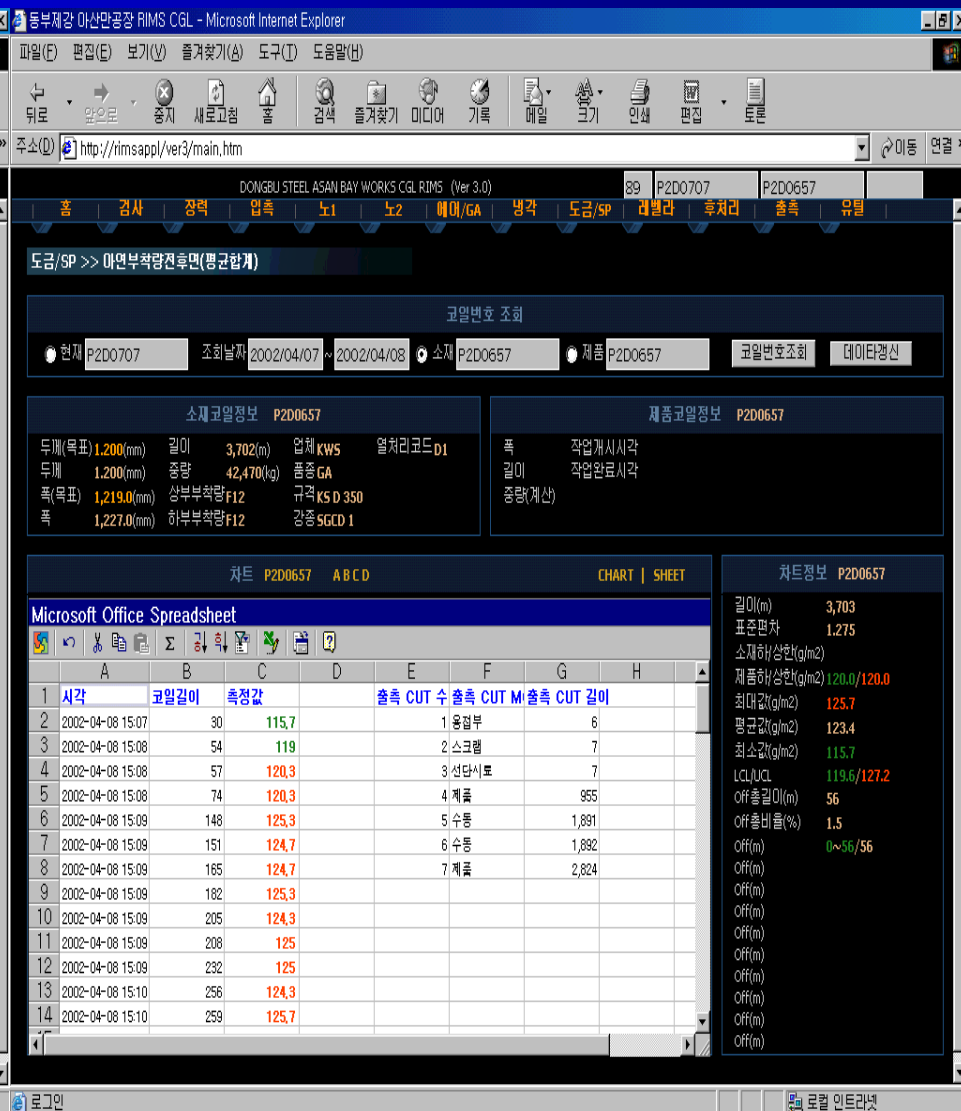 동부제강 아산만공장 RIMS CGL - Microsoft Internet Explorer
파일(F) 편집(E) 보기(V) 즐겨찾기(A) 도구(T) 도움말(H)
뒤로 앞으로 중지 새로고침 홈 검색 즐겨찾기 미디어 기록 메일 크기 인쇄 편집 토론
주소(D) http://rimsappl/ver3/main.htm 이동 연결
DONGBU STEEL ASAN BAY WORKS CGL RIMS (Ver 3.0) 89 P2D0707 P2D0657
홈 | 검사 | 장력 | 입측 | 노1 | 노2 | 에어/GA | 냉각 | 도금/SP | 레벨라 | 후처리 | 출측 | 유틸 |
도금/SP >> 아연부착량전후면(평균합계)
코일번호 조회
현재 P2D0707 조회날짜 2002/04/07 ~ 2002/04/08 소재 P2D0657 제품 P2D0657 코일번호조회 데이타갱신
소재코일정보 P2D0657
두께(목표) 1.200(mm) 길이 3,702(m) 업체 KWS 열처리코드 D1
두께 1.200(mm) 중량 42,470(kg) 품종 GA
폭(목표) 1,219.0(mm) 상부부착량 F12 규격 KS D 350
폭 1,227.0(mm) 하부부착량 F12 강종 SGCD 1
제품코일정보 P2D0657
폭 작업개시시각
길이 작업완료시각
중량(계산)
차트 P2D0657 A B C D CHART | SHEET
Microsoft Office Spreadsheet
A B C D E F G H
1 시각 코일길이 측정값 출측 CUT 수 출측 CUT M 출측 CUT 길이
2 2002-04-08 15:07 30 115.7 1 용접부 6
3 2002-04-08 15:08 54 119 2 스크랩 7
4 2002-04-08 15:08 57 120.3 3 선단시료 7
5 2002-04-08 15:08 74 120.3 4 제품 955
6 2002-04-08 15:09 148 125.3 5 수동 1,891
7 2002-04-08 15:09 151 124.7 6 수동 1,892
8 2002-04-08 15:09 165 124.7 7 제품 2,824
9 2002-04-08 15:09 182 125.3
10 2002-04-08 15:09 205 124.3
11 2002-04-08 15:09 208 125
12 2002-04-08 15:09 232 125
13 2002-04-08 15:10 256 124.3
14 2002-04-08 15:10 259 125.7
차트정보 P2D0657
길이(m) 3,703
표준편차 1.275
소재하/상한(g/m2)
제품하/상한(g/m2) 120.0/120.0
최대값(g/m2) 125.7
평균값(g/m2) 123.4
최소값(g/m2) 115.7
LCL/UCL 119.6/127.2
Off총길이(m) 56
Off총비율(%) 1.5
Off(m) 0~56/56
Off(m)
Off(m)
Off(m)
Off(m)
Off(m)
Off(m)
Off(m)
Off(m)
Off(m)
로그인 로컬 인트라넷